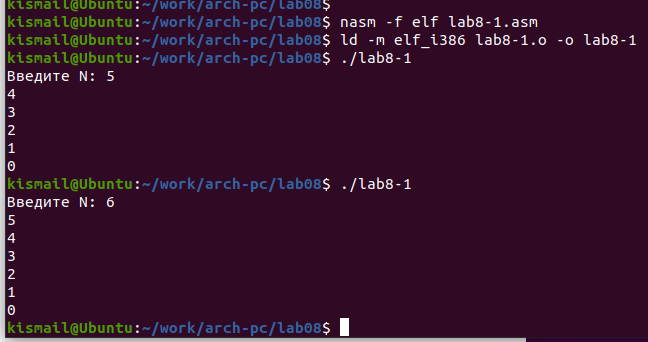 kismail@Ubuntu:~/work/arch-pc/lab08$
kismail@Ubuntu:~/work/arch-pc/lab08$ nasm -f elf lab8-1.asm
kismail@Ubuntu:~/work/arch-pc/lab08$ ld -m elf_i386 lab8-1.o -o lab8-1
kismail@Ubuntu:~/work/arch-pc/lab08$ ./lab8-1
Введите N: 5
4
3
2
1
0
kismail@Ubuntu:~/work/arch-pc/lab08$ ./lab8-1
Введите N: 6
5
4
3
2
1
0
kismail@Ubuntu:~/work/arch-pc/lab08$